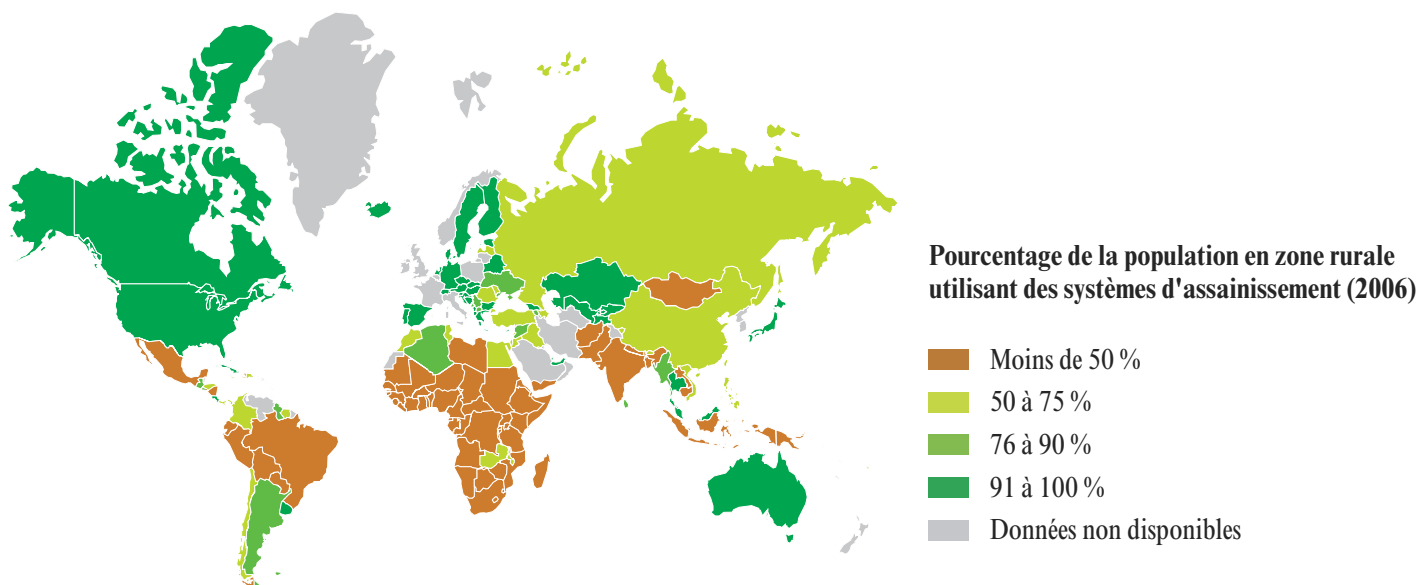 Pourcentage de la population en zone rurale
utilisant des systèmes d'assainissement (2006)
Moins de 50 %
50 à 75 %
76 à 90 %
91 à 100 %
Données non disponibles